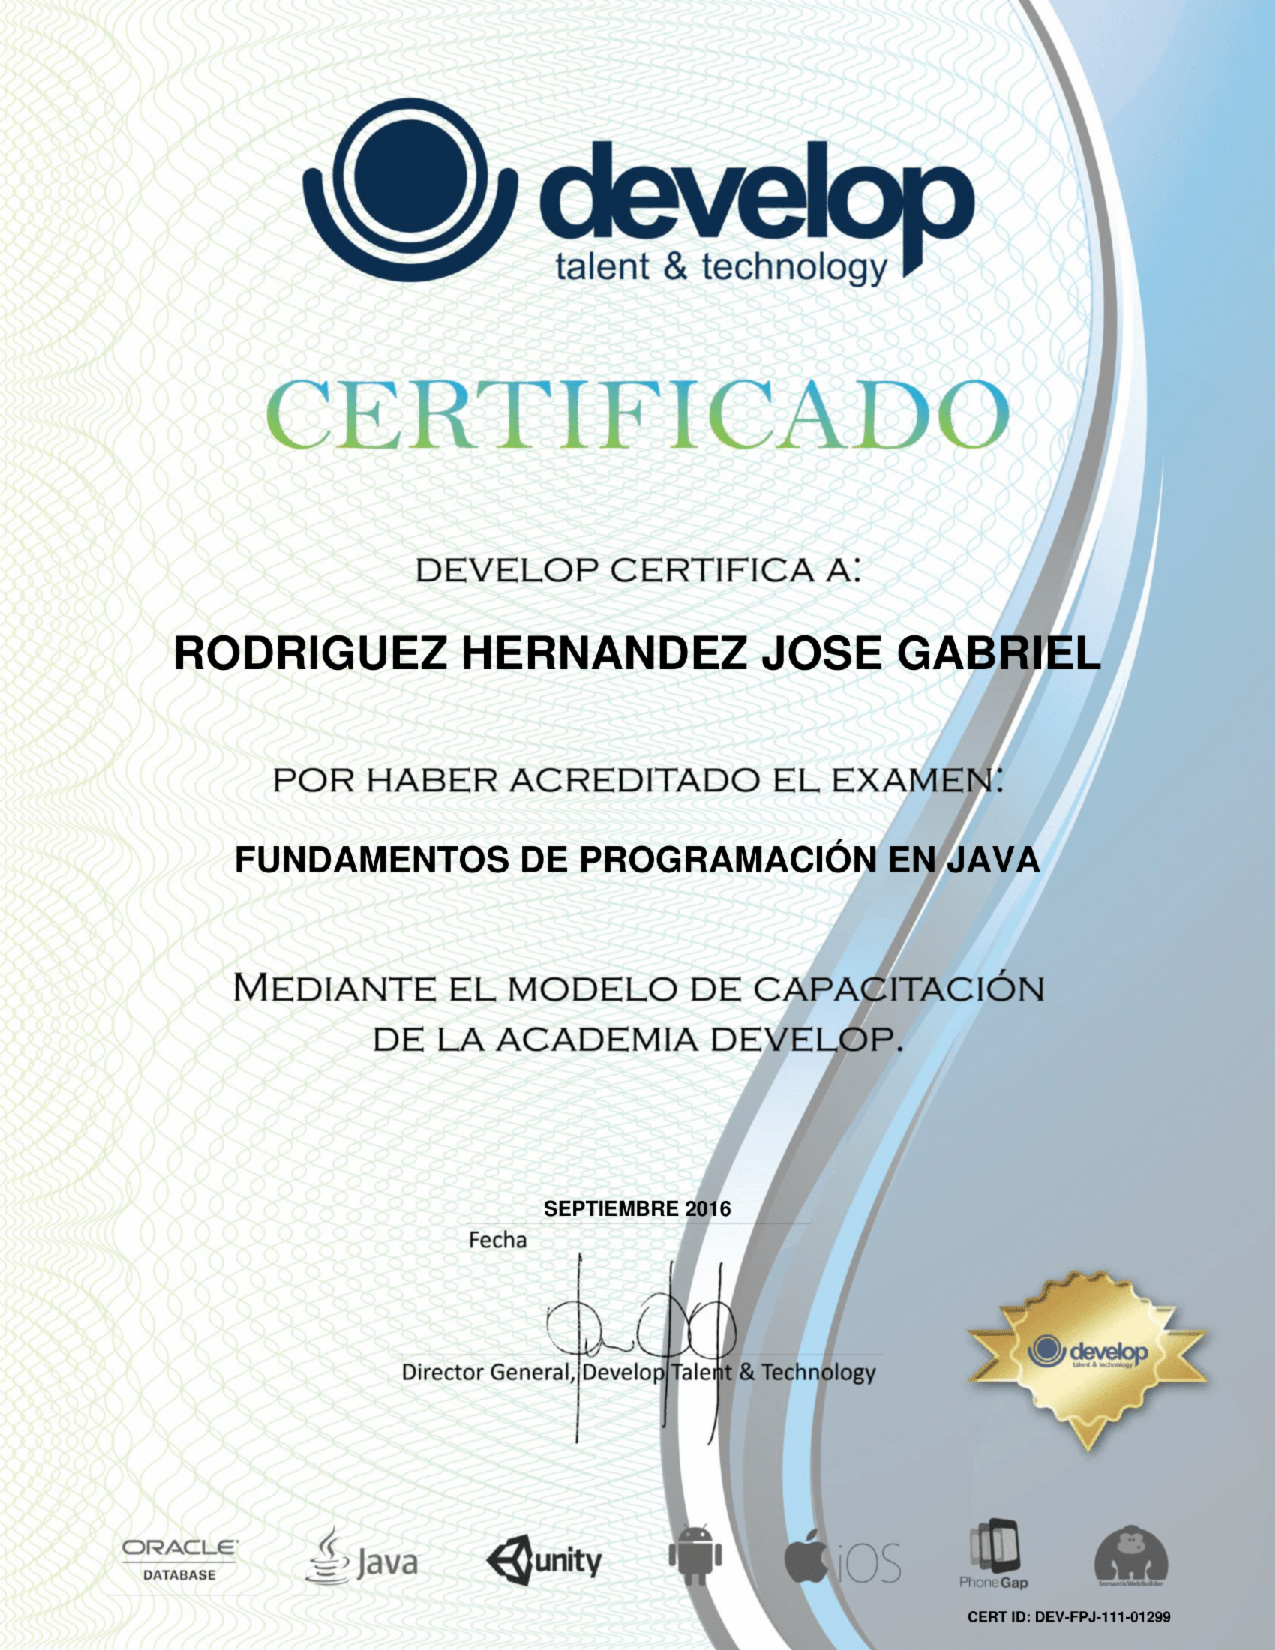 develop
talent & technology
CERTIFICADO
DEVELOP CERTIFICA A:
RODRIGUEZ HERNANDEZ JOSE GABRIEL
POR HABER ACREDITADO EL EXAMEN:
FUNDAMENTOS DE PROGRAMACIÓN EN JAVA
MEDIANTE EL MODELO DE CAPACITACIÓN
DE LA ACADEMIA DEVELOP.
SEPTIEMBRE 2016
Fecha
Director General, Develop Talent & Technology
develop
talent & technology
ORACLE
DATABASE
Java
unity
iOS
PhoneGap
CERT ID: DEV-FPJ-111-01299